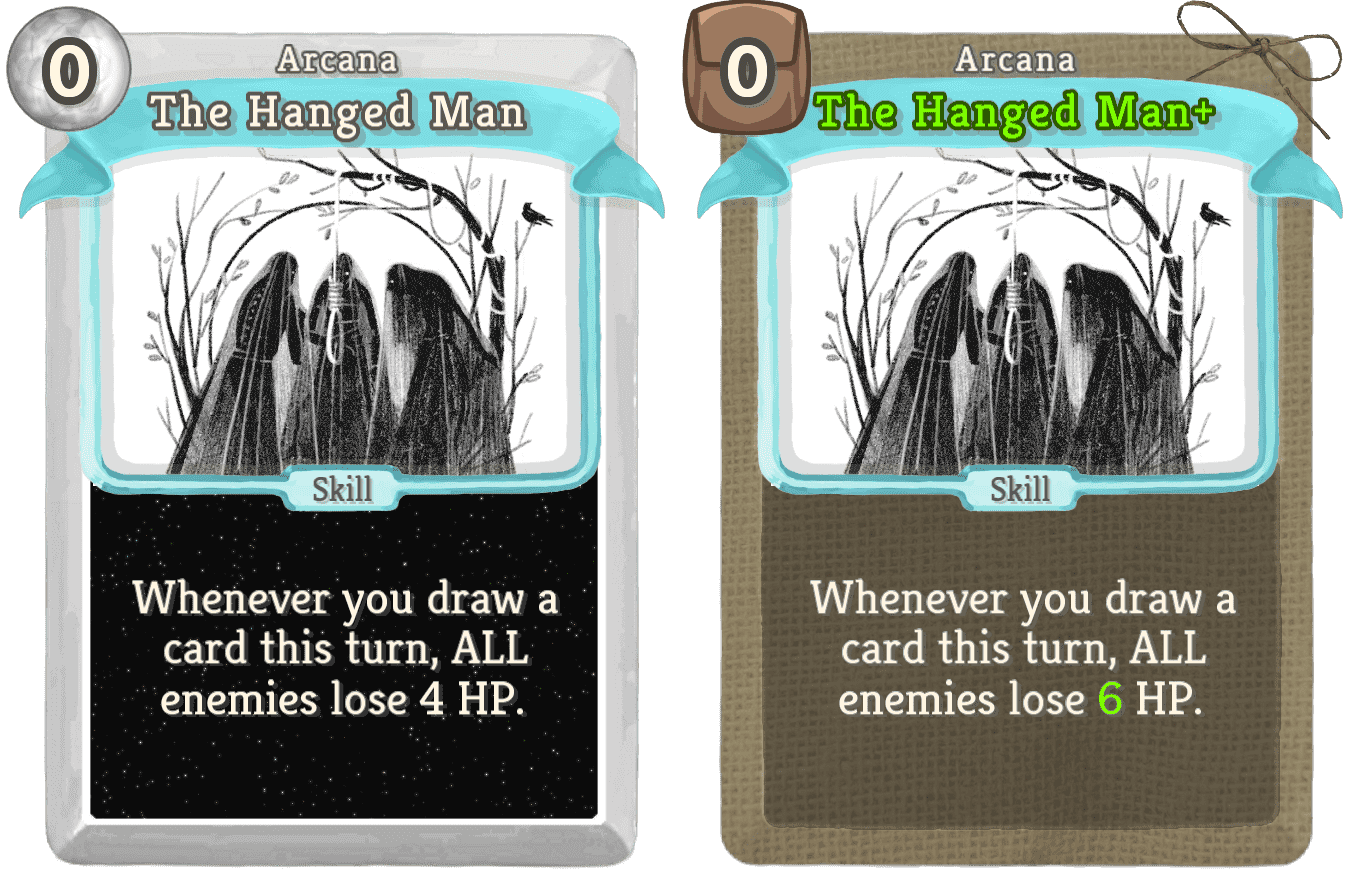 0
Arcana
The Hanged Man
Skill
Whenever you draw a
card this turn, ALL
enemies lose 4 HP.
0
Arcana
The Hanged Man+
Skill
Whenever you draw a
card this turn, ALL
enemies lose 6 HP.